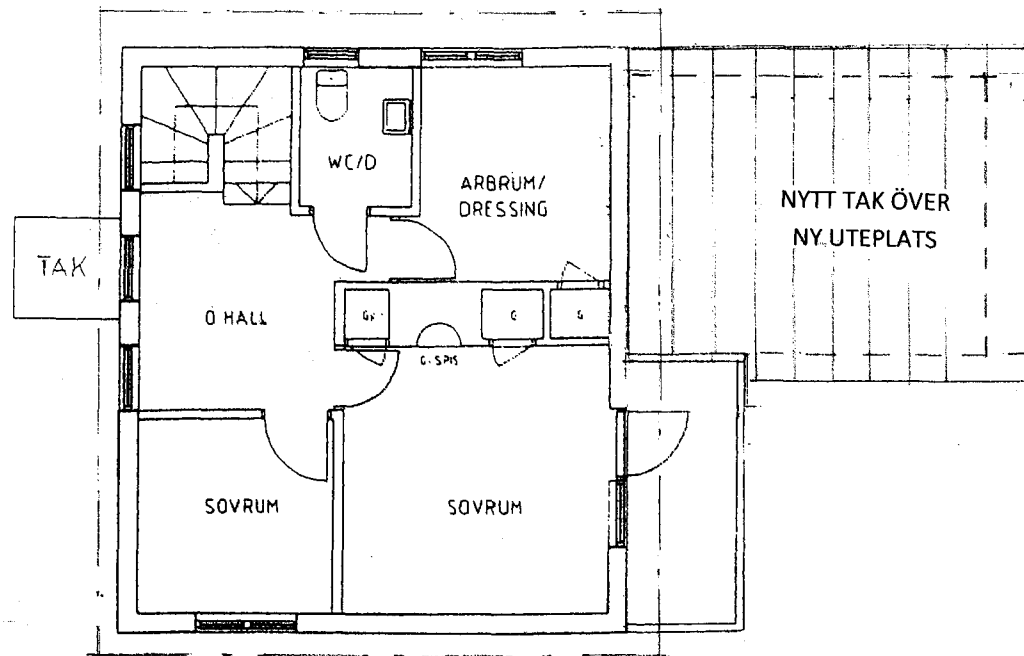 WC/D
ARBRUM/
DRESSING
NYTT TAK ÖVER
NY UTEPLATS
TAK
Ö HALL
G
G
G. SPIS
SOVRUM
SOVRUM